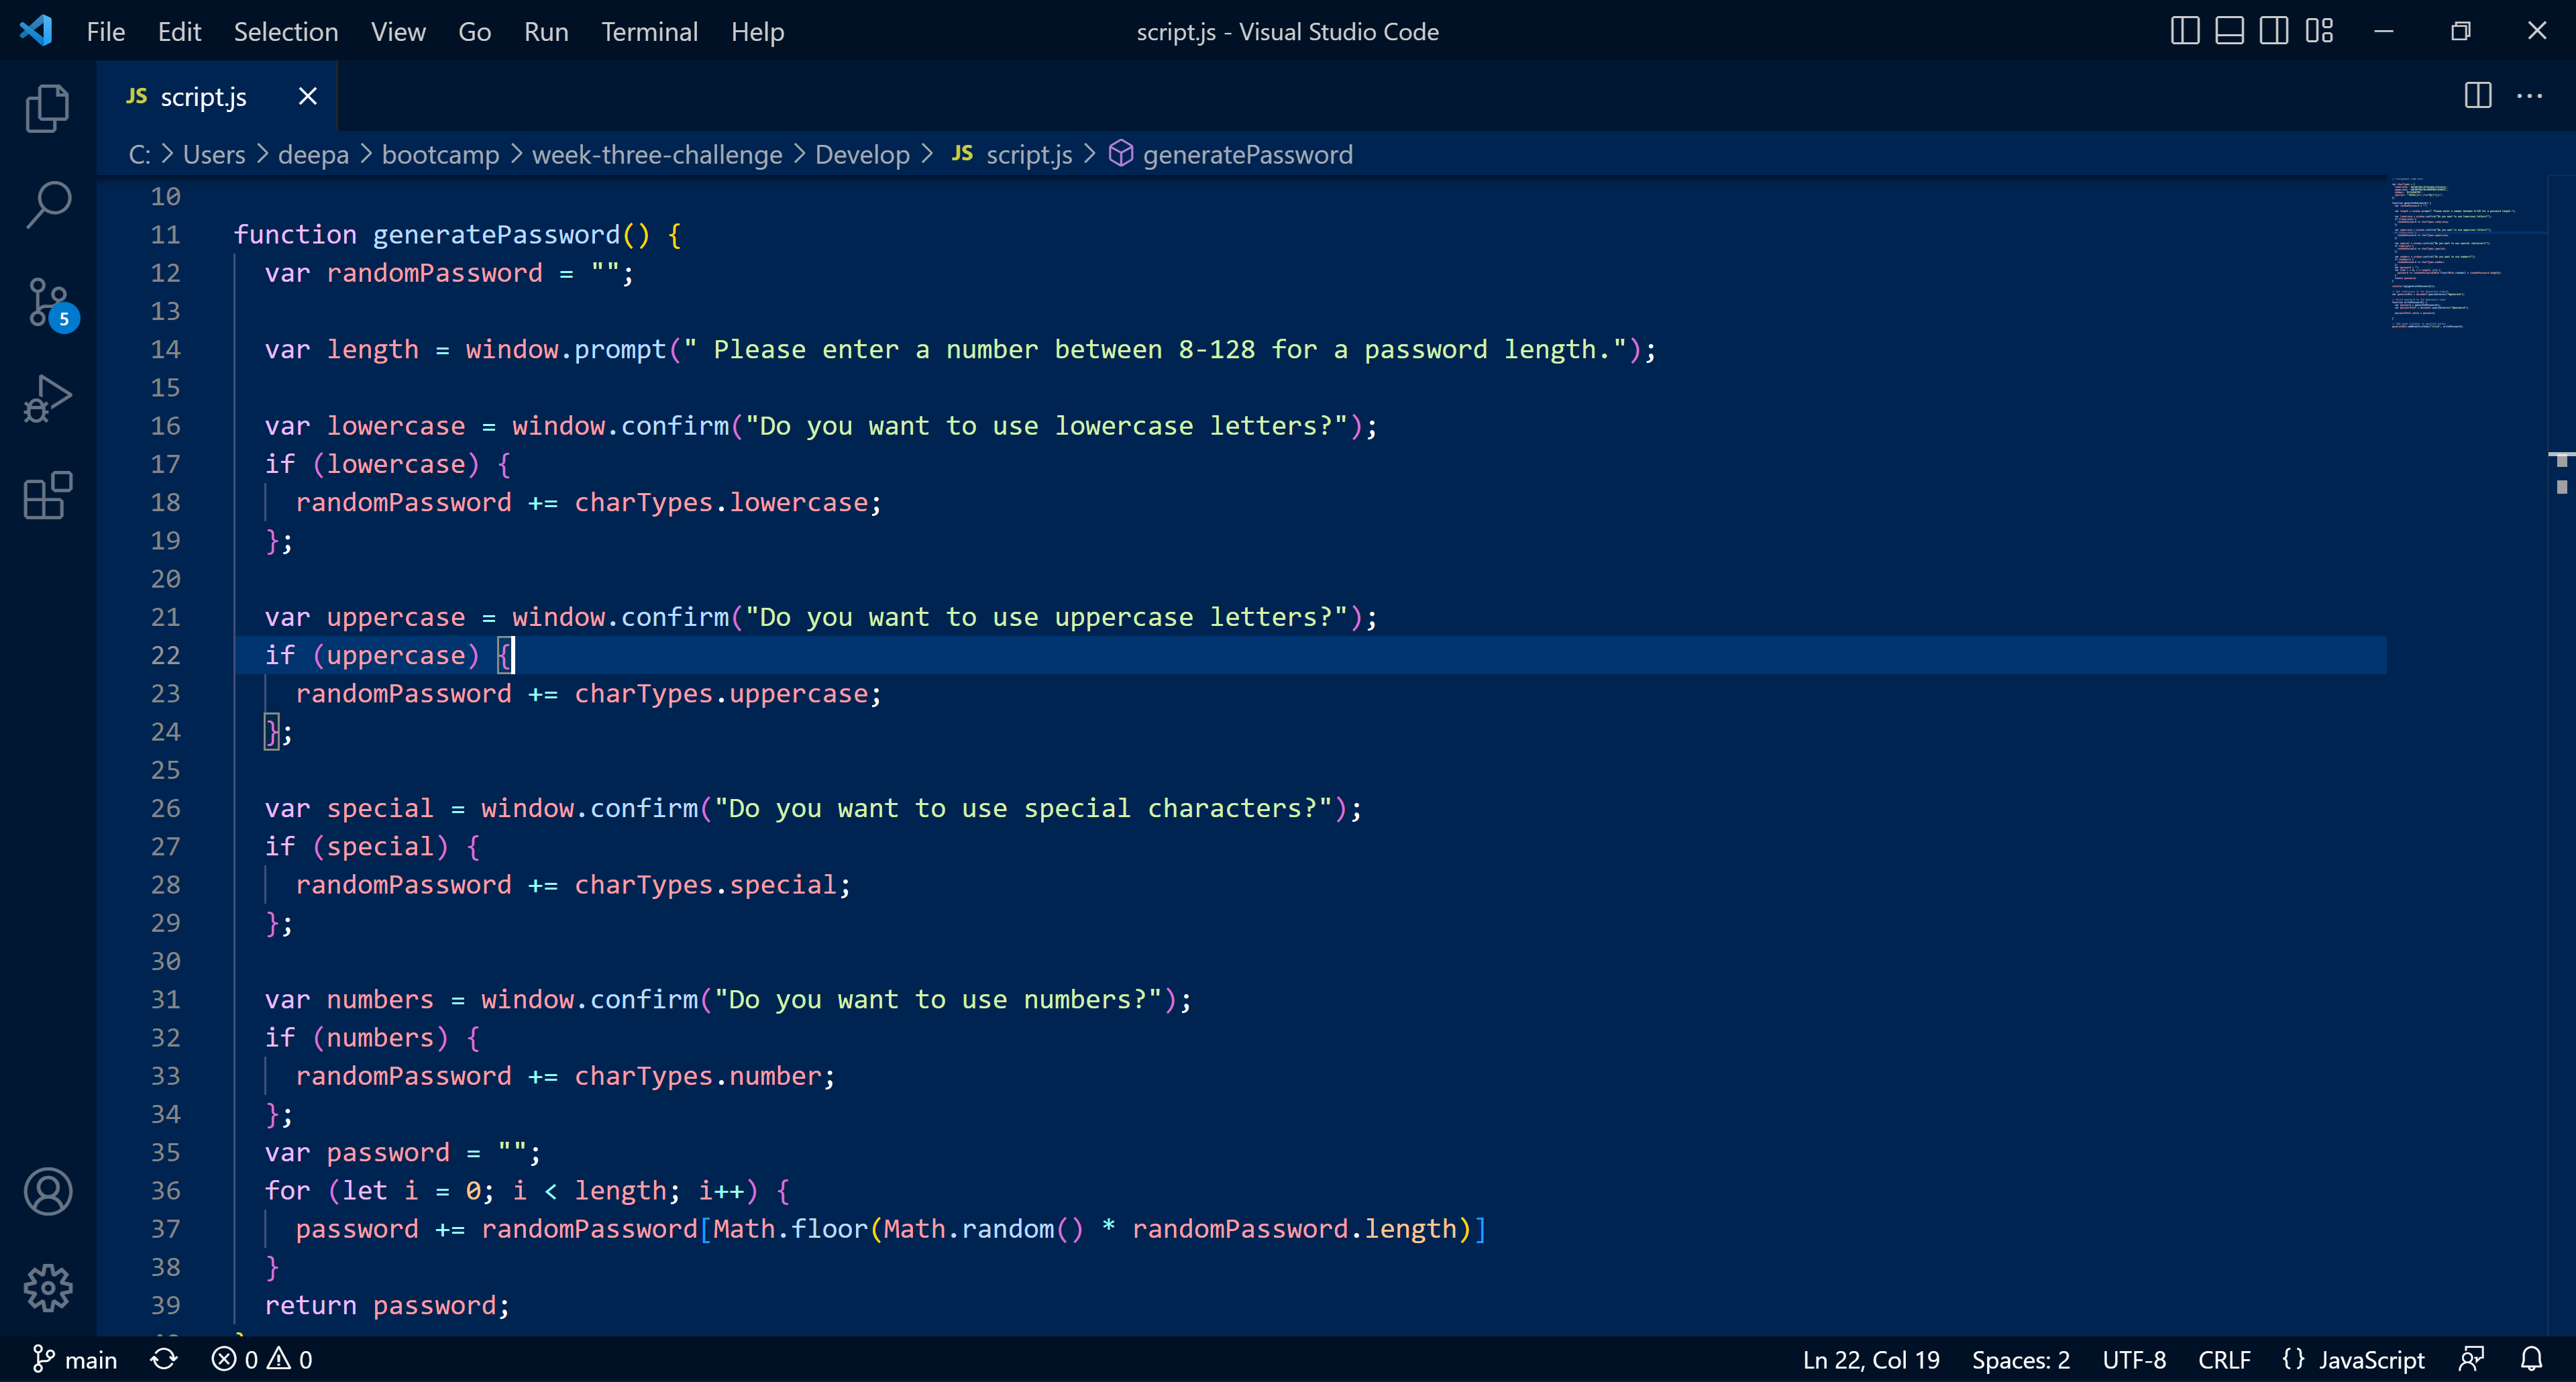 File Edit Selection View Go Run Terminal Help script.js - Visual Studio Code
JS script.js
C: > Users > deepa > bootcamp > week-three-challenge > Develop > JS script.js > generatePassword
10
11 function generatePassword() {
12   var randomPassword = "";
13
14   var length = window.prompt(" Please enter a number between 8-128 for a password length.");
15
16   var lowercase = window.confirm("Do you want to use lowercase letters?");
17   if (lowercase) {
18     randomPassword += charTypes.lowercase;
19   };
20
21   var uppercase = window.confirm("Do you want to use uppercase letters?");
22   if (uppercase) {
23     randomPassword += charTypes.uppercase;
24   };
25
26   var special = window.confirm("Do you want to use special characters?");
27   if (special) {
28     randomPassword += charTypes.special;
29   };
30
31   var numbers = window.confirm("Do you want to use numbers?");
32   if (numbers) {
33     randomPassword += charTypes.number;
34   };
35   var password = "";
36   for (let i = 0; i < length; i++) {
37     password += randomPassword[Math.floor(Math.random() * randomPassword.length)]
38   }
39   return password;
5
main 0 0 Ln 22, Col 19 Spaces: 2 UTF-8 CRLF {} JavaScript